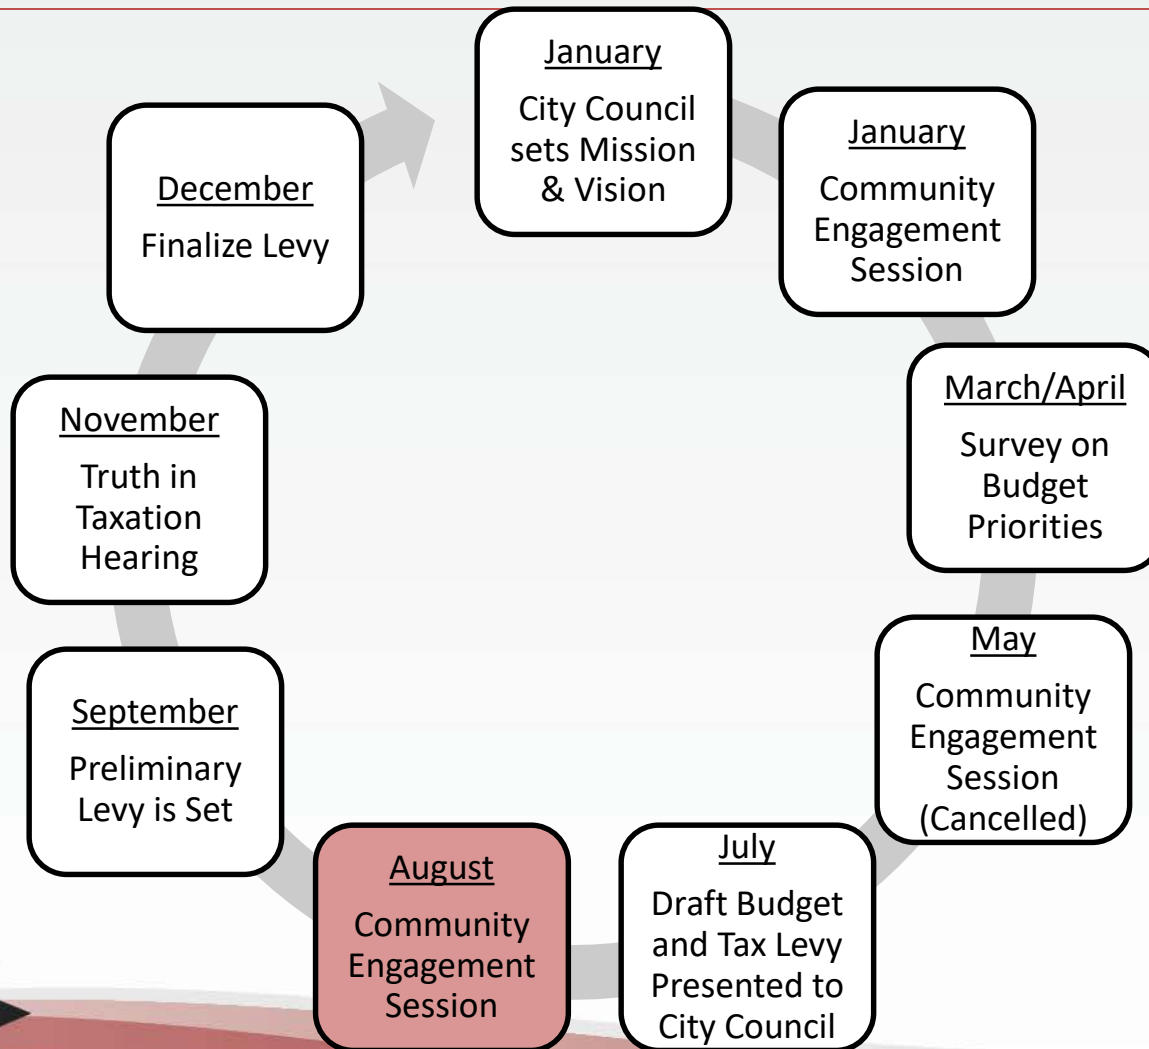 January
City Council
sets Mission
& Vision
January
Community
Engagement
Session
March/April
Survey on
Budget
Priorities
May
Community
Engagement
Session
(Cancelled)
July
Draft Budget
and Tax Levy
Presented to
City Council
August
Community
Engagement
Session
September
Preliminary
Levy is Set
November
Truth in
Taxation
Hearing
December
Finalize Levy